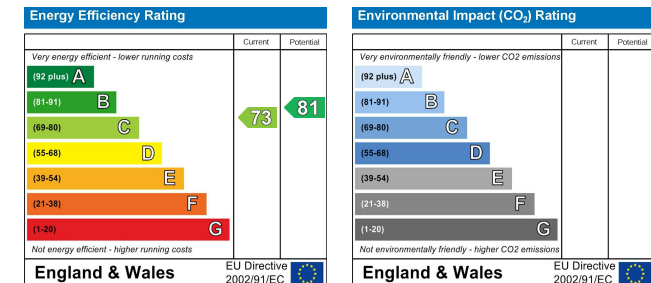 Energy Efficiency Rating
Current Potential
Very energy efficient - lower running costs
(92 plus) A
(81-91) B
(69-80) C
(55-68) D
(39-54) E
(21-38) F
(1-20) G
73
81
Not energy efficient - higher running costs
England & Wales
EU Directive
2002/91/EC
Environmental Impact (CO₂) Rating
Current Potential
Very environmentally friendly - lower CO2 emissions
(92 plus) A
(81-91) B
(69-80) C
(55-68) D
(39-54) E
(21-38) F
(1-20) G
Not environmentally friendly - higher CO2 emissions
England & Wales
EU Directive
2002/91/EC